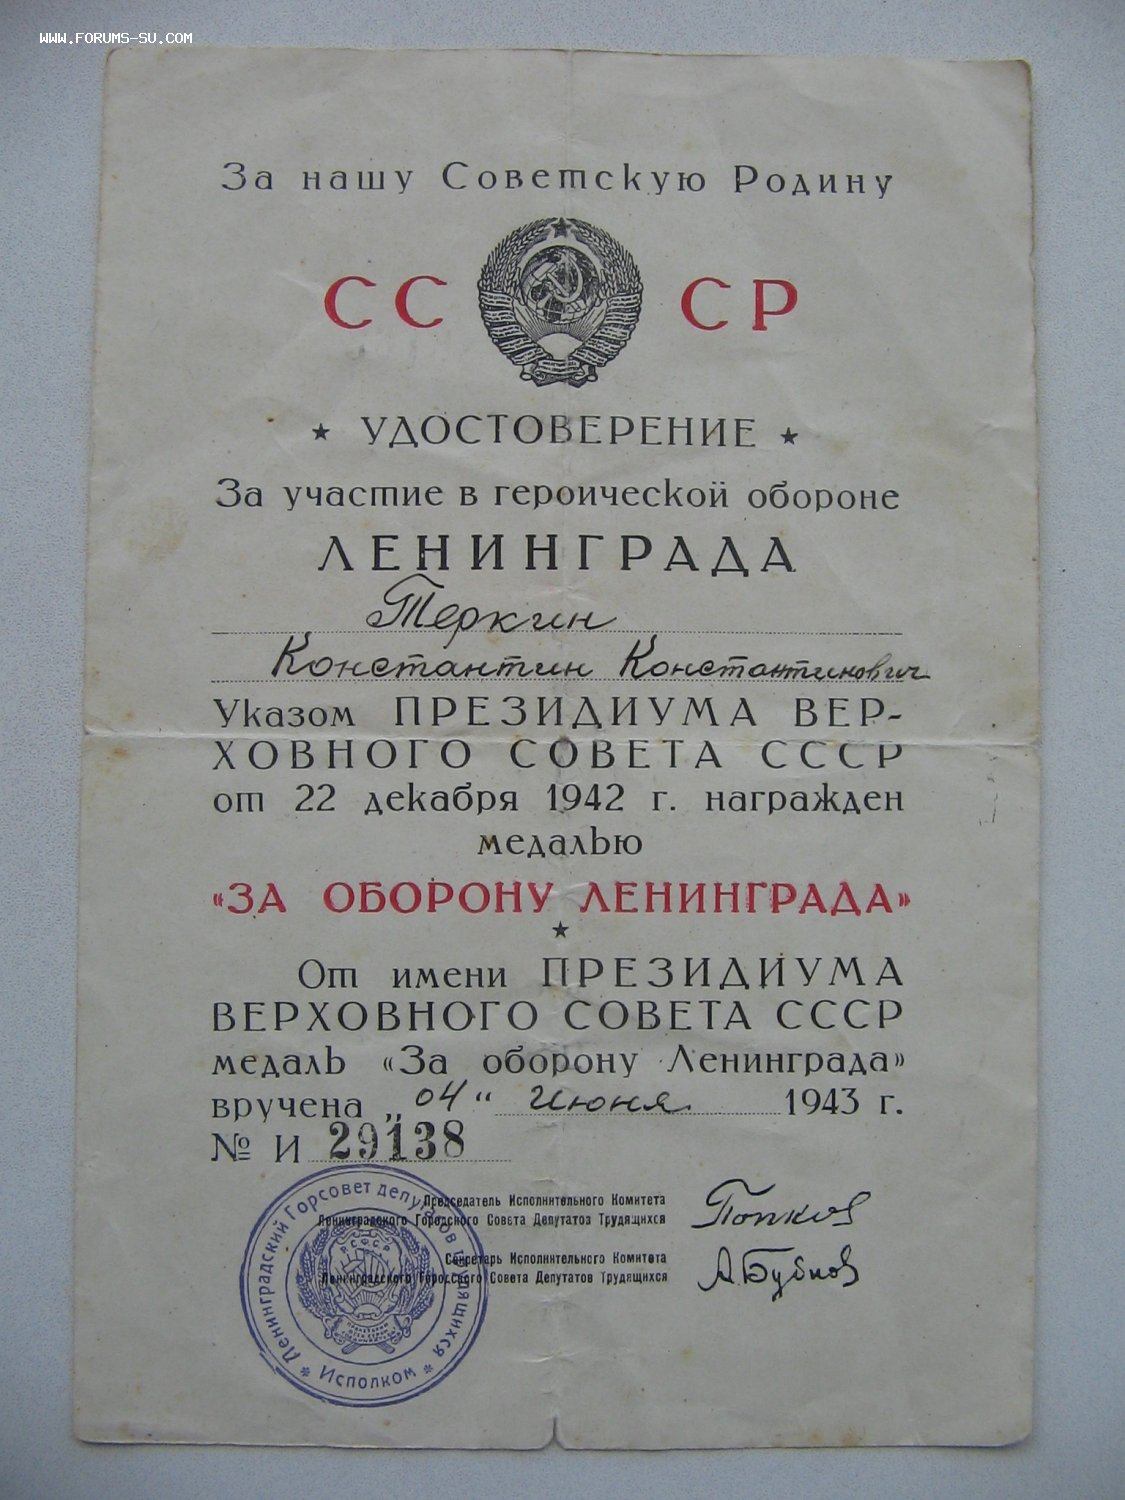 WWW.FORUMS-SU.COM
За нашу Советскую Родину
СС СР
★ УДОСТОВЕРЕНИЕ ★
За участие в героической обороне
ЛЕНИНГРАДА
Теркин
Константин Константинович
Указом ПРЕЗИДИУМА ВЕР-
ХОВНОГО СОВЕТА СССР
от 22 декабря 1942 г. награжден
медалью
«ЗА ОБОРОНУ ЛЕНИНГРАДА»
★
От имени ПРЕЗИДИУМА
ВЕРХОВНОГО СОВЕТА СССР
медаль «За оборону Ленинграда»
вручена „04“ Июня 1943 г.
№ И 29138
Председатель Исполнительного Комитета
Ленинградского Городского Совета Депутатов Трудящихся
Попков
Секретарь Исполнительного Комитета
Ленинградского Городского Совета Депутатов Трудящихся
А. Бубнов
Ленинградский Горсовет депутатов трудящихся
* Исполком *
Р.С.Ф.С.Р.